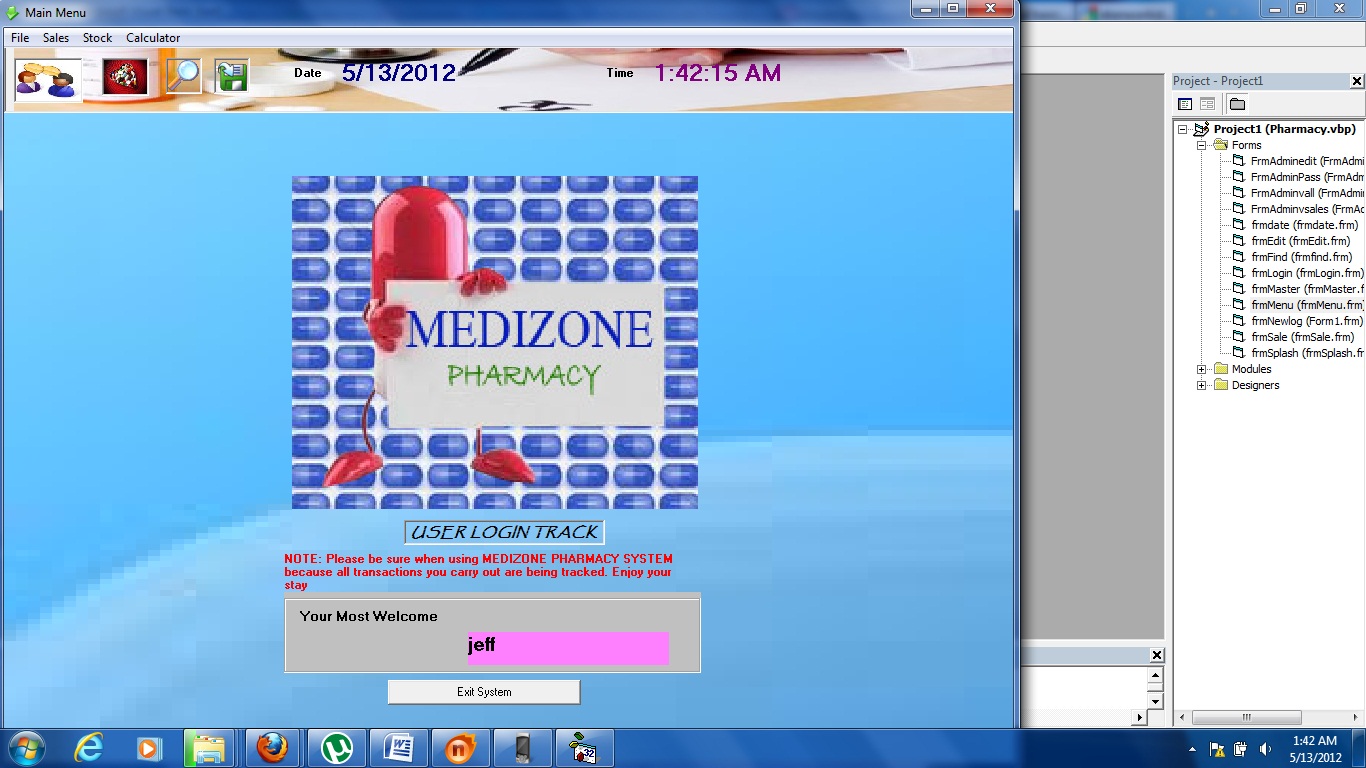 Main Menu
File Sales Stock Calculator
Date 5/13/2012 Time 1:42:15 AM
MEDIZONE
PHARMACY
USER LOGIN TRACK
NOTE: Please be sure when using MEDIZONE PHARMACY SYSTEM
because all transactions you carry out are being tracked. Enjoy your
stay
Your Most Welcome
jeff
Exit System
Project - Project1
Project1 (Pharmacy.vbp)
Forms
FrmAdminedit (FrmAdmi
FrmAdminPass (FrmAdm
FrmAdminvall (FrmAdmi
FrmAdminvsales (FrmAd
frmdate (frmdate.frm)
frmEdit (frmEdit.frm)
frmFind (frmfind.frm)
frmLogin (frmLogin.frm)
frmMaster (frmMaster.f
frmMenu (frmMenu.frm)
frmNewlog (Form1.frm)
frmSale (frmSale.frm)
frmSplash (frmSplash.f
Modules
Designers
32
1:42 AM
5/13/2012